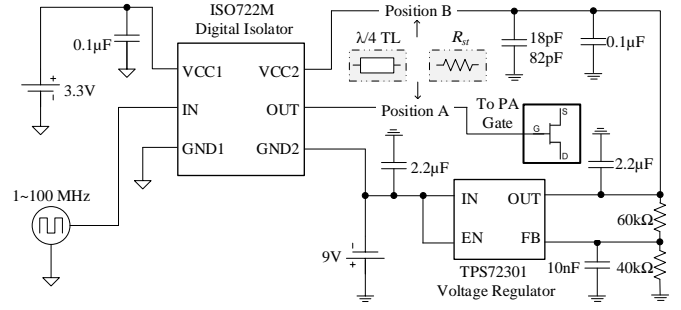 ISO722M
Digital Isolator
Position B
0.1µF
λ/4 TL
Rst
18pF
82pF
0.1µF
VCC1
VCC2
3.3V
IN
OUT
Position A
To PA
Gate
S
G
D
GND1
GND2
2.2µF
2.2µF
1~100 MHz
IN
OUT
60kΩ
EN
FB
9V
10nF
40kΩ
TPS72301
Voltage Regulator